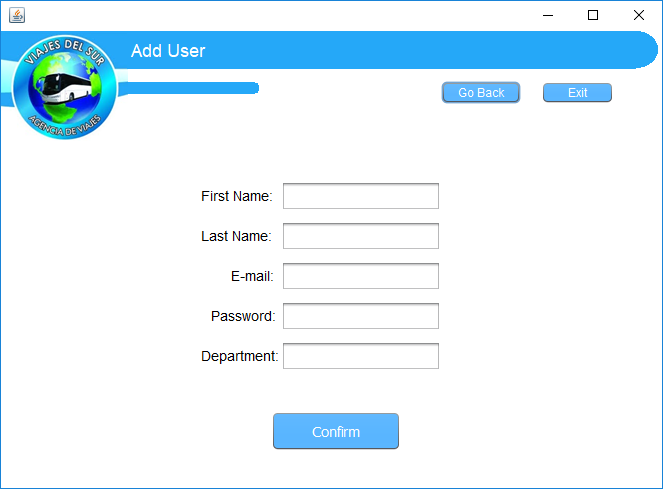 VIAJES DEL SUR
AGENCIA DE VIAJES
Add User
Go Back
Exit
First Name:
Last Name:
E-mail:
Password:
Department:
Confirm